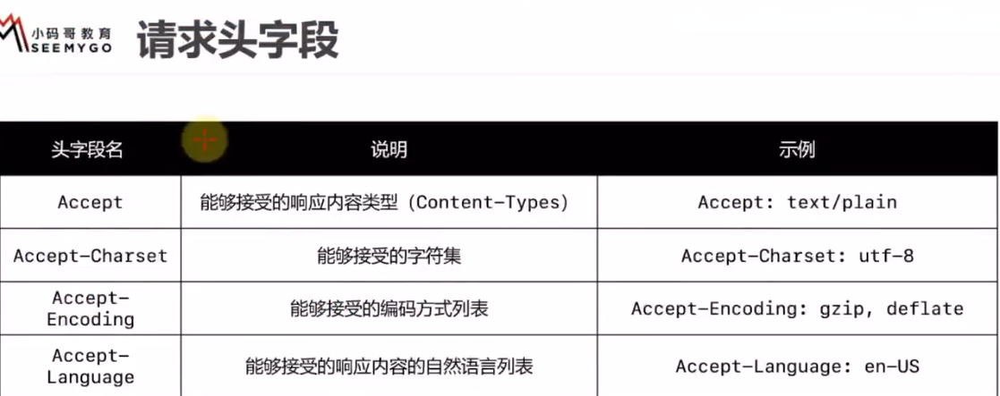 小码哥教育
SEEMYGO
请求头字段
头字段名 说明 示例
Accept 能够接受的响应内容类型（Content-Types） Accept: text/plain
Accept-Charset 能够接受的字符集 Accept-Charset: utf-8
Accept-
Encoding 能够接受的编码方式列表 Accept-Encoding: gzip, deflate
Accept-
Language 能够接受的响应内容的自然语言列表 Accept-Language: en-US